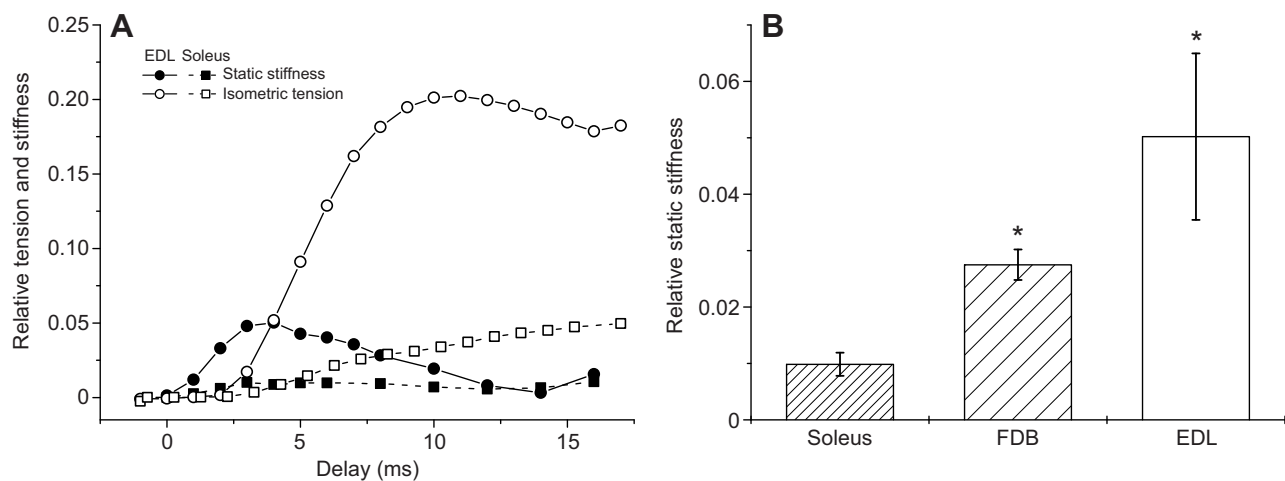 A
0.25
0.20
0.15
0.10
0.05
0
Relative tension and stiffness
EDL Soleus
Static stiffness
Isometric tension
0 5 10 15
Delay (ms)
B
0.06
0.04
0.02
0
Relative static stiffness
*
*
Soleus FDB EDL